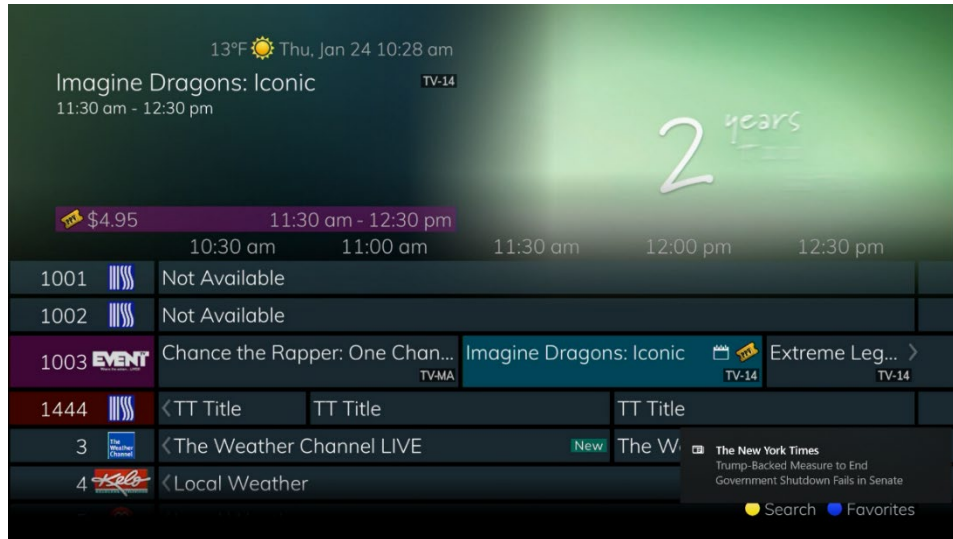 13°F Thu, Jan 24 10:28 am
Imagine Dragons: Iconic TV-14
11:30 am - 12:30 pm
2 years
$4.95 11:30 am - 12:30 pm
10:30 am 11:00 am 11:30 am 12:00 pm 12:30 pm
1001 Not Available
1002 Not Available
1003 EVENT Chance the Rapper: One Chan... Imagine Dragons: Iconic Extreme Leg...
TV-MA TV-14 TV-14
1444 TT Title TT Title TT Title
3 The Weather Channel The Weather Channel LIVE New The We
4 Kelo Local Weather
The New York Times
Trump-Backed Measure to End
Government Shutdown Fails in Senate
Search Favorites